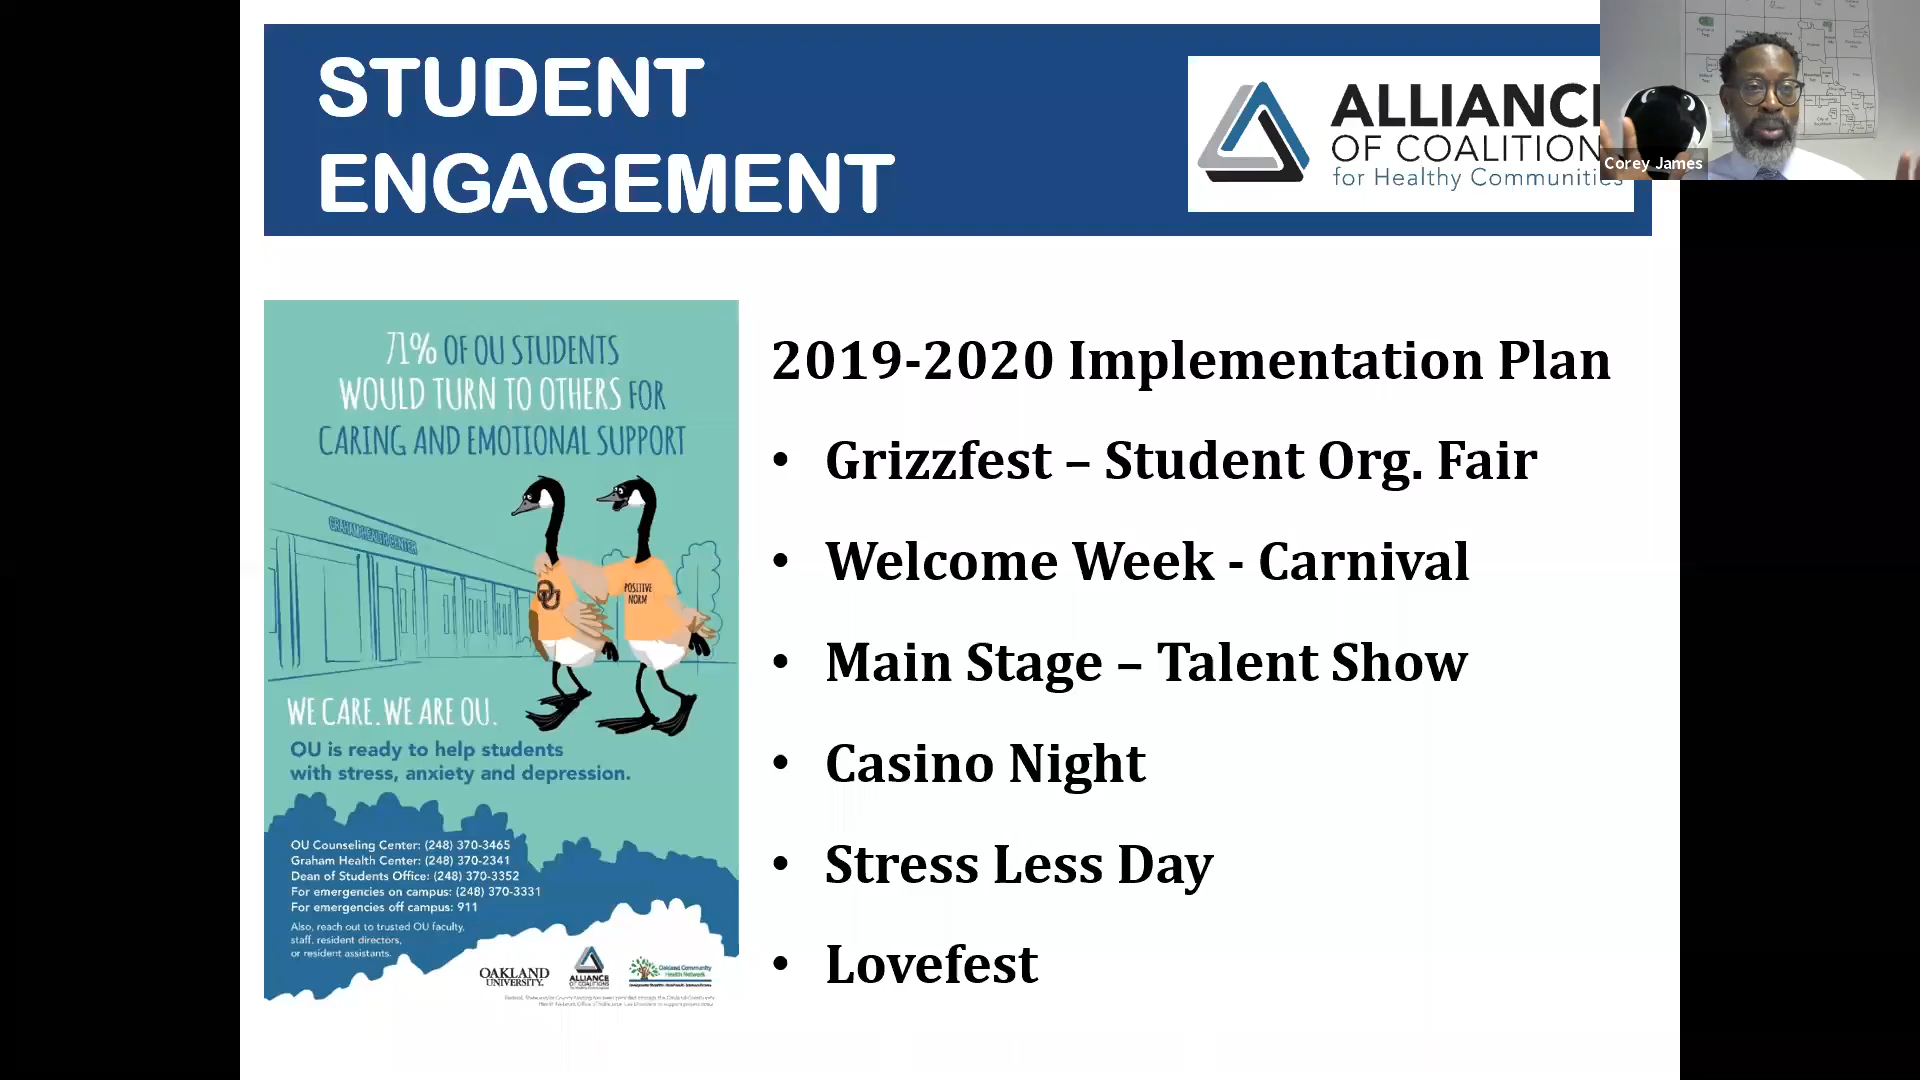 STUDENT
ENGAGEMENT
ALLIANC
OF COALITION
for Healthy Communities
Corey James
71% OF OU STUDENTS
WOULD TURN TO OTHERS FOR
CARING AND EMOTIONAL SUPPORT
GRAHAM HEALTH CENTER
OU
POSITIVE
NORM
WE CARE. WE ARE OU.
OU is ready to help students
with stress, anxiety and depression.
OU Counseling Center: (248) 370-3465
Graham Health Center: (248) 370-2341
Dean of Students Office: (248) 370-3352
For emergencies on campus: (248) 370-3331
For emergencies off campus: 911
Also, reach out to trusted OU faculty,
staff, resident directors,
or resident assistants.
OAKLAND
UNIVERSITY.
ALLIANCE
OF COALITIONS
Oakland Community
Health Network
2019-2020 Implementation Plan
• Grizzfest – Student Org. Fair
• Welcome Week - Carnival
• Main Stage – Talent Show
• Casino Night
• Stress Less Day
• Lovefest